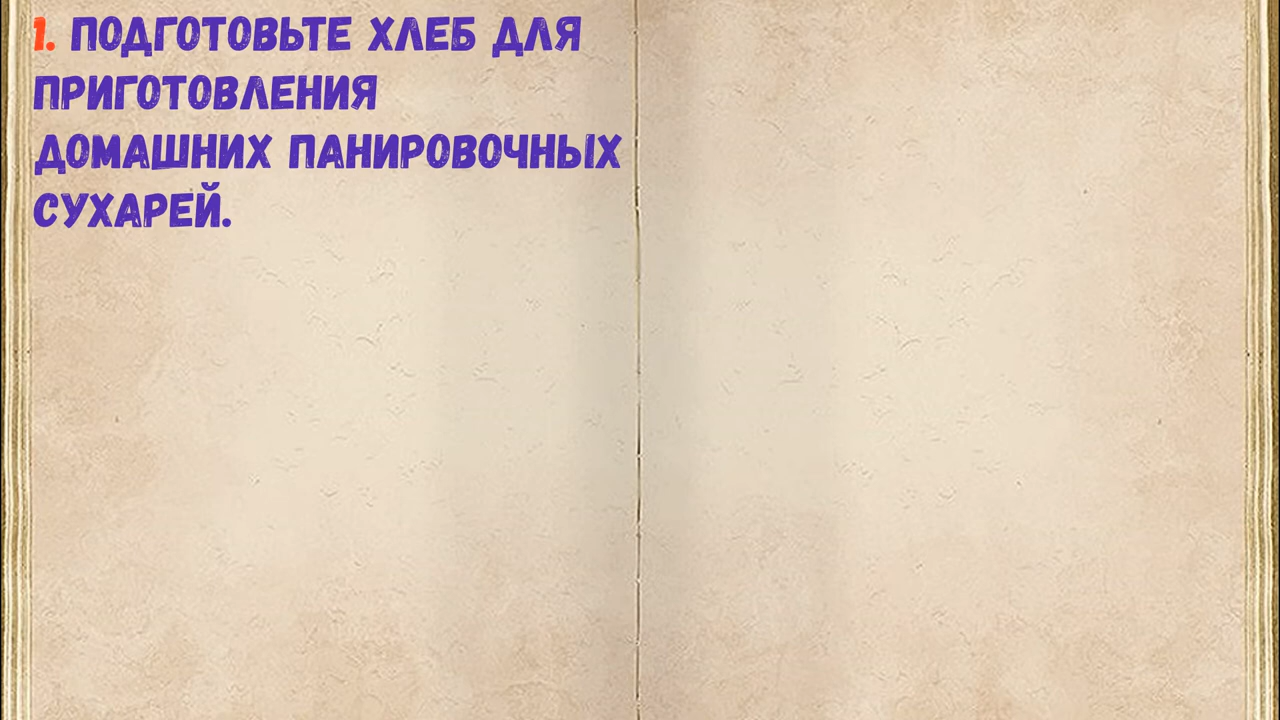 1. ПОДГОТОВЬТЕ ХЛЕБ ДЛЯ
ПРИГОТОВЛЕНИЯ
ДОМАШНИХ ПАНИРОВОЧНЫХ
СУХАРЕЙ.